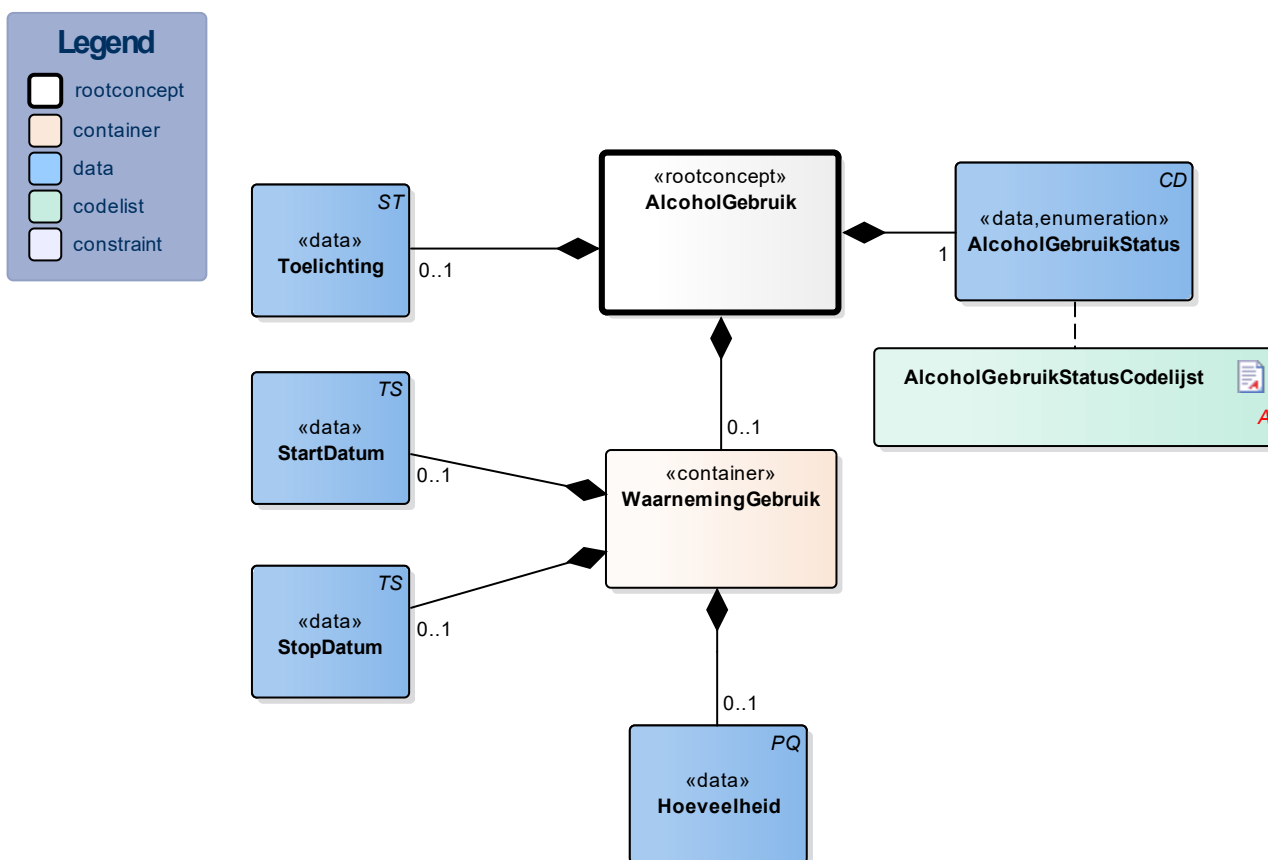 Legend
rootconcept
container
data
codelist
constraint
ST
«data»
Toelichting
0..1
«rootconcept»
AlcoholGebruik
CD
«data,enumeration»
AlcoholGebruikStatus
1
AlcoholGebruikStatusCodelijst
A
0..1
TS
«data»
StartDatum
0..1
«container»
WaarnemingGebruik
TS
«data»
StopDatum
0..1
0..1
PQ
«data»
Hoeveelheid